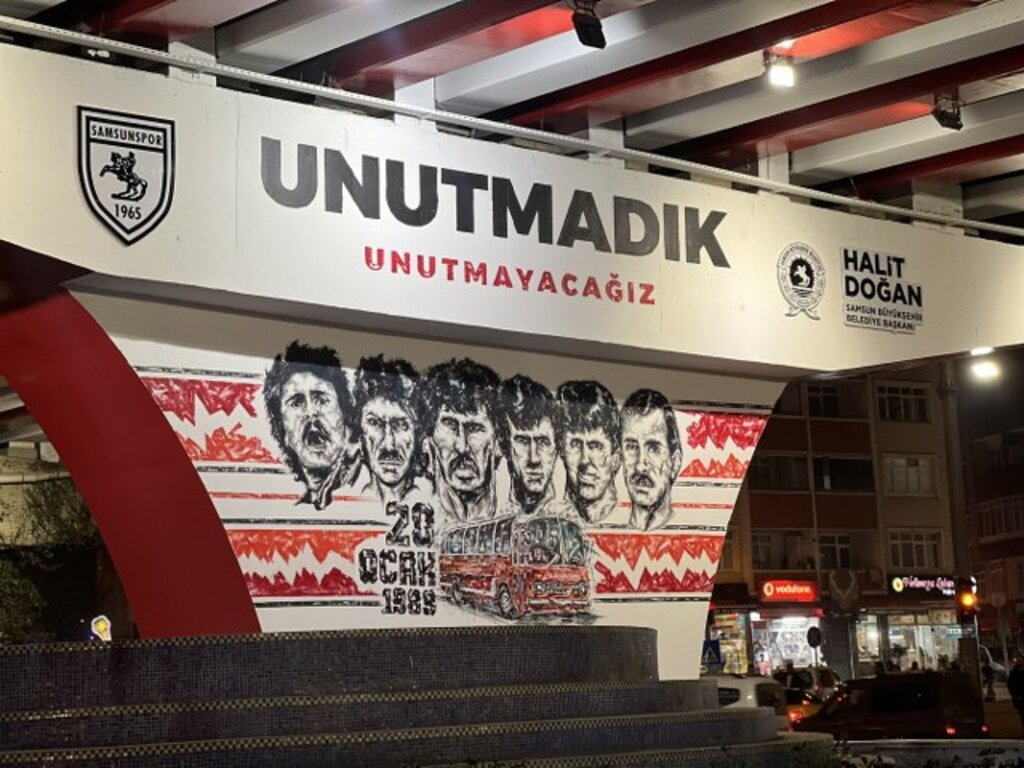 SAMSUNSPOR
1965
UNUTMADIK
UNUTMAYACAĞIZ
HALİT
DOĞAN
SAMSUN BÜYÜKŞEHİR
BELEDİYE BAŞKANI
20
OCAK
1989
vodafone